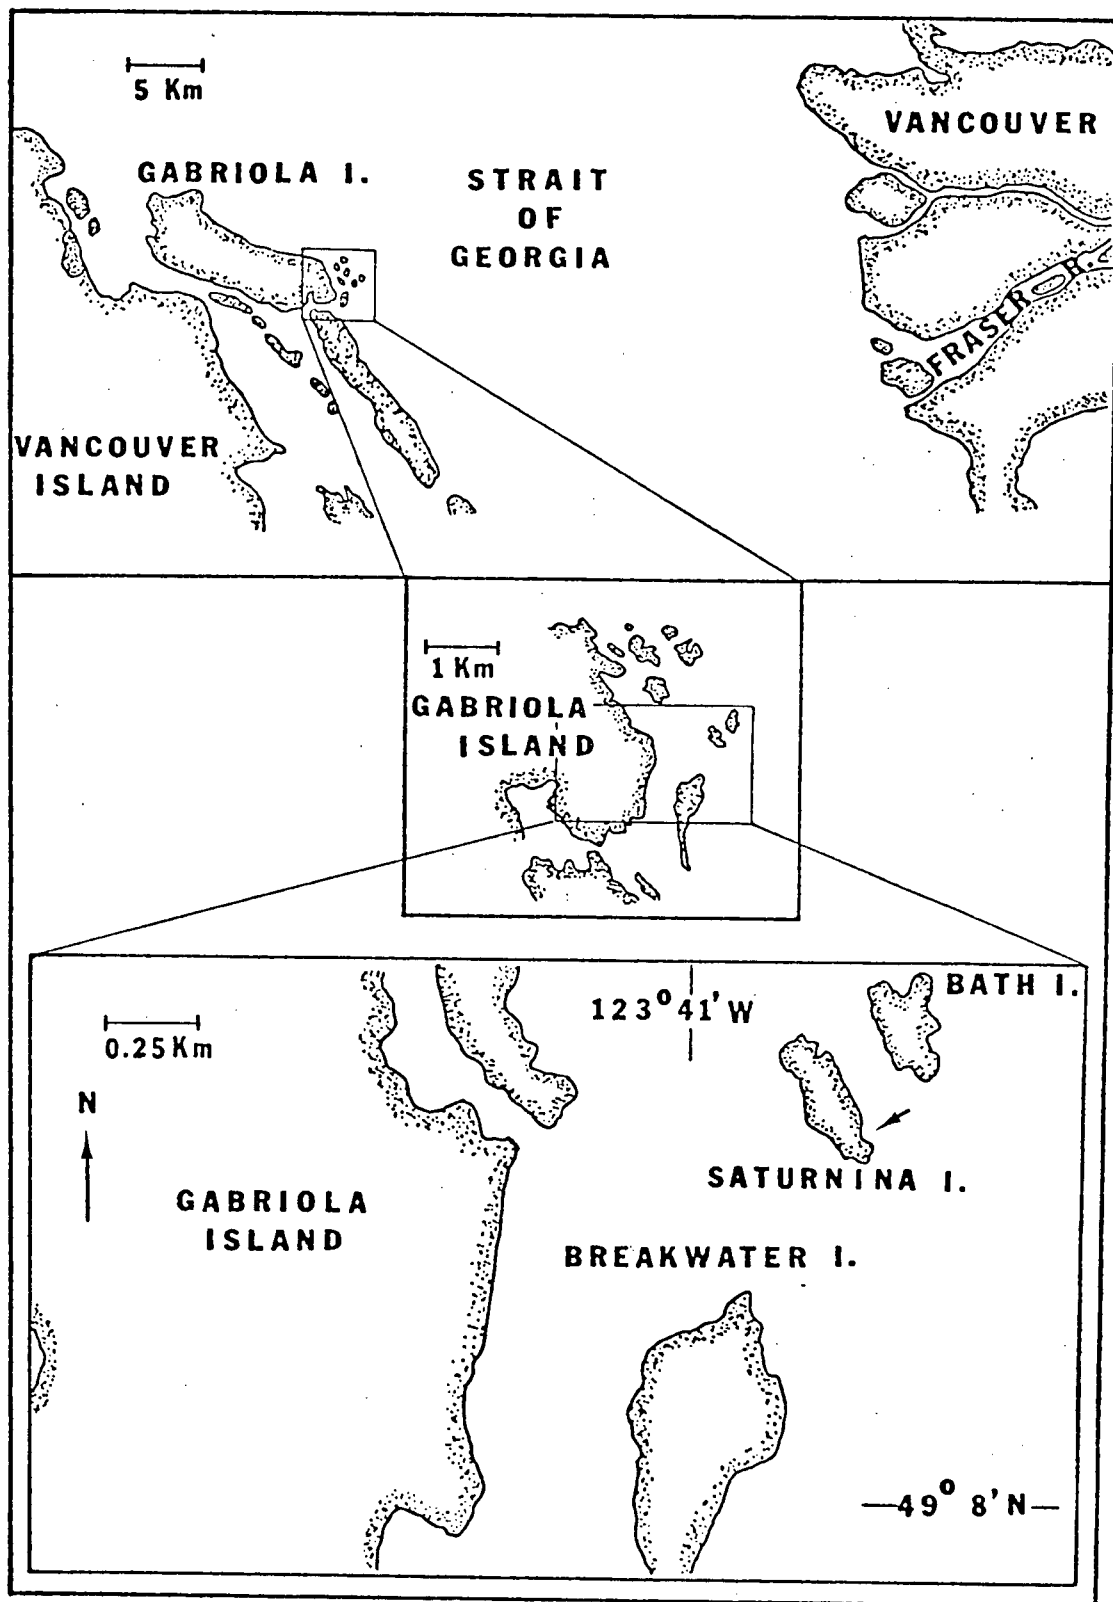 5 Km
VANCOUVER
GABRIOLA I.
STRAIT
OF
GEORGIA
FRASER R.
VANCOUVER
ISLAND
1 Km
GABRIOLA
ISLAND
BATH I.
123° 41' W
0.25 Km
N
SATURNINA I.
GABRIOLA
ISLAND
BREAKWATER I.
49° 8' N